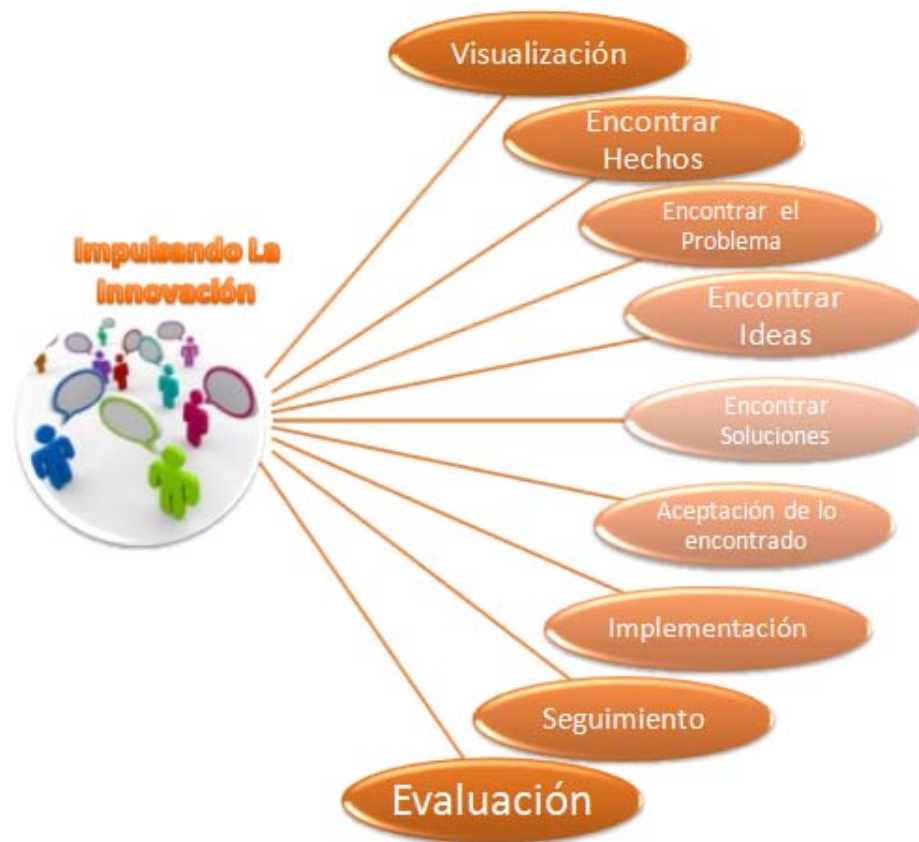 Impulsando La
Innovación
Visualización
Encontrar
Hechos
Encontrar el
Problema
Encontrar
Ideas
Encontrar
Soluciones
Aceptación de lo
encontrado
Implementación
Seguimiento
Evaluación